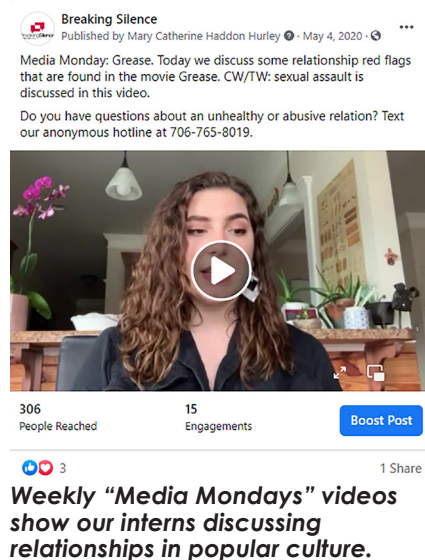 Breaking Silence
Published by Mary Catherine Haddon Hurley · May 4, 2020 ·
Media Monday: Grease. Today we discuss some relationship red flags
that are found in the movie Grease. CW/TW: sexual assault is
discussed in this video.
Do you have questions about an unhealthy or abusive relation? Text
our anonymous hotline at 706-765-8019.
306
People Reached
15
Engagements
Boost Post
3
1 Share
Weekly “Media Mondays” videos
show our interns discussing
relationships in popular culture.